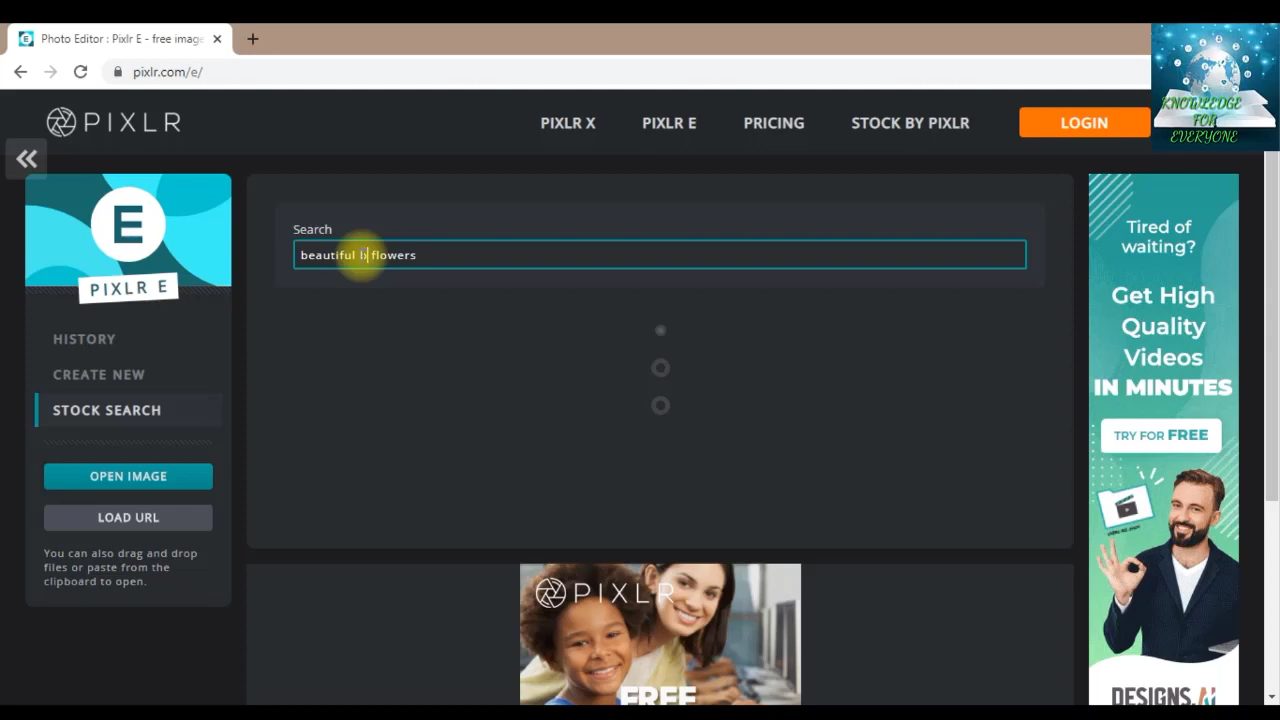 Photo Editor : Pixlr E - free image
pixlr.com/e/
KNOWLEDGE
FOR
EVERYONE
PIXLR
PIXLR X
PIXLR E
PRICING
STOCK BY PIXLR
LOGIN
E
PIXLR E
HISTORY
CREATE NEW
STOCK SEARCH
OPEN IMAGE
LOAD URL
You can also drag and drop
files or paste from the
clipboard to open.
Search
beautiful b flowers
PIXLR
FREE
Tired of
waiting?
Get High
Quality
Videos
IN MINUTES
TRY FOR FREE
DESIGNS.AI